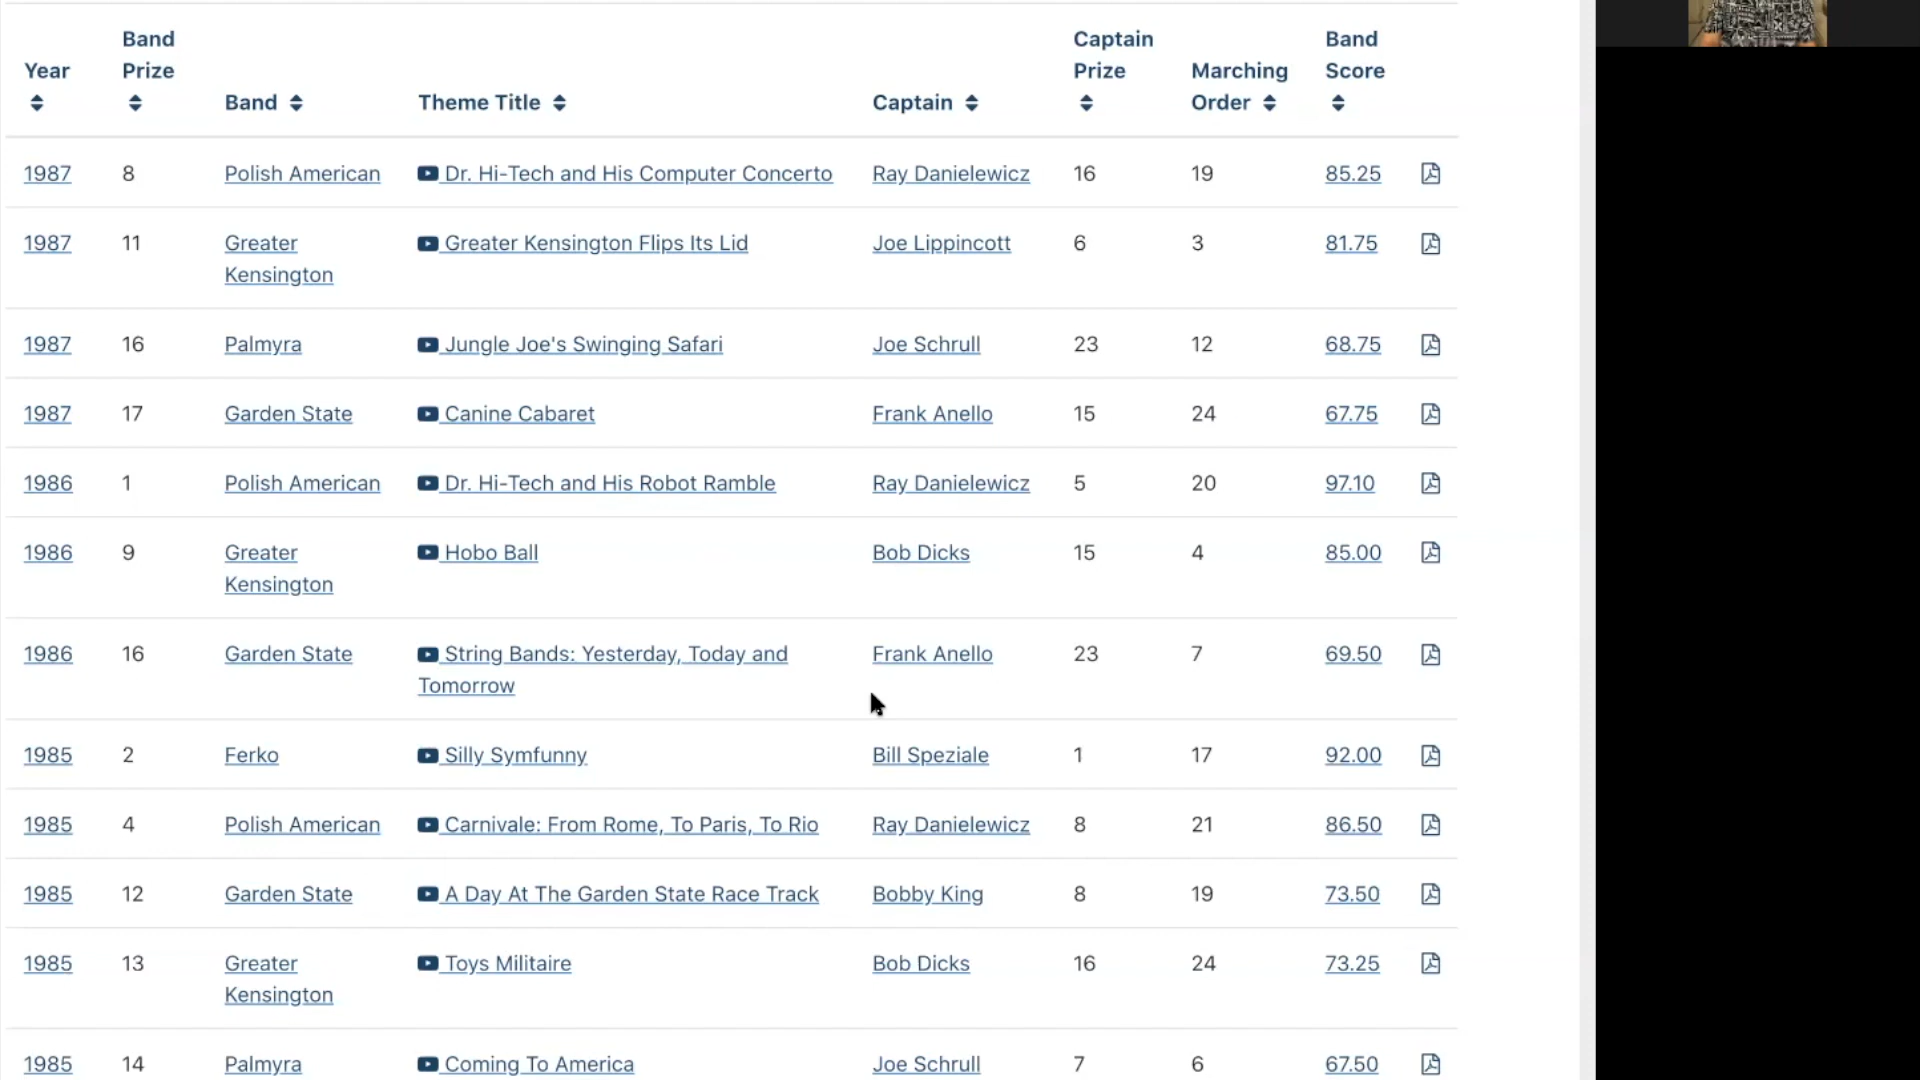 Year Band Prize Band Theme Title Captain Captain Prize Marching Order Band Score
1987 8 Polish American Dr. Hi-Tech and His Computer Concerto Ray Danielewicz 16 19 85.25
1987 11 Greater Kensington Greater Kensington Flips Its Lid Joe Lippincott 6 3 81.75
1987 16 Palmyra Jungle Joe's Swinging Safari Joe Schrull 23 12 68.75
1987 17 Garden State Canine Cabaret Frank Anello 15 24 67.75
1986 1 Polish American Dr. Hi-Tech and His Robot Ramble Ray Danielewicz 5 20 97.10
1986 9 Greater Kensington Hobo Ball Bob Dicks 15 4 85.00
1986 16 Garden State String Bands: Yesterday, Today and Tomorrow Frank Anello 23 7 69.50
1985 2 Ferko Silly Symfunny Bill Speziale 1 17 92.00
1985 4 Polish American Carnivale: From Rome, To Paris, To Rio Ray Danielewicz 8 21 86.50
1985 12 Garden State A Day At The Garden State Race Track Bobby King 8 19 73.50
1985 13 Greater Kensington Toys Militaire Bob Dicks 16 24 73.25
1985 14 Palmyra Coming To America Joe Schrull 7 6 67.50